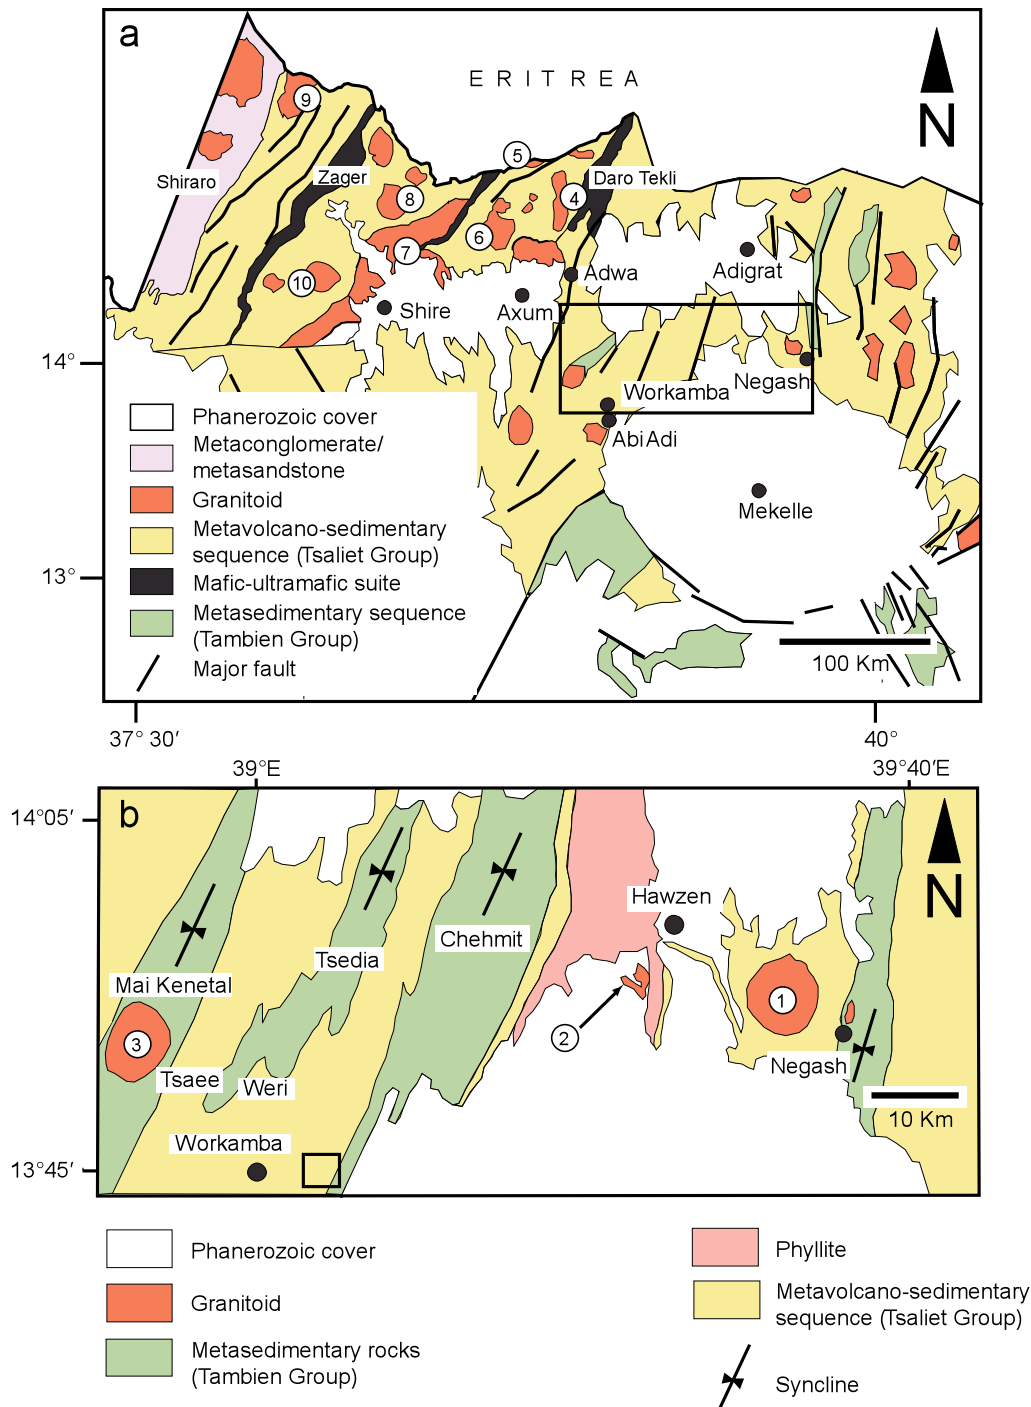 a
ERITREA
N
9
5
Shiraro
Zager
Daro Tekli
8
4
6
7
10
Adwa
Adigrat
Shire
Axum
14°
Negash
Workamba
AbiAdi
Mekelle
Phanerozoic cover
Metaconglomerate/
metasandstone
Granitoid
Metavolcano-sedimentary
sequence (Tsaliet Group)
13°
Mafic-ultramafic suite
Metasedimentary sequence
(Tambien Group)
Major fault
100 Km
37° 30′
40°
39°E
39°40′E
14°05′
b
N
Hawzen
Chehmit
Tsedia
Mai Kenetal
1
2
3
Negash
Tsaee
Weri
10 Km
Workamba
13°45′
Phanerozoic cover
Granitoid
Metasedimentary rocks
(Tambien Group)
Phyllite
Metavolcano-sedimentary
sequence (Tsaliet Group)
Syncline